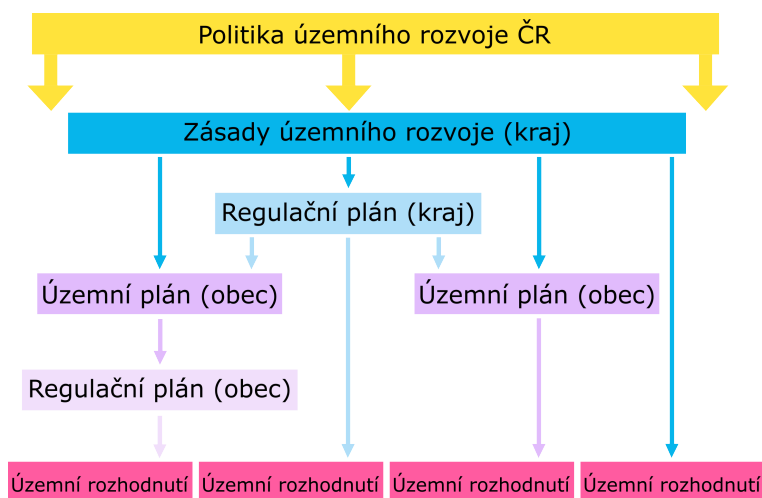 Politika územního rozvoje ČR
Zásady územního rozvoje (kraj)
Regulační plán (kraj)
Územní plán (obec)
Územní plán (obec)
Regulační plán (obec)
Územní rozhodnutí
Územní rozhodnutí
Územní rozhodnutí
Územní rozhodnutí